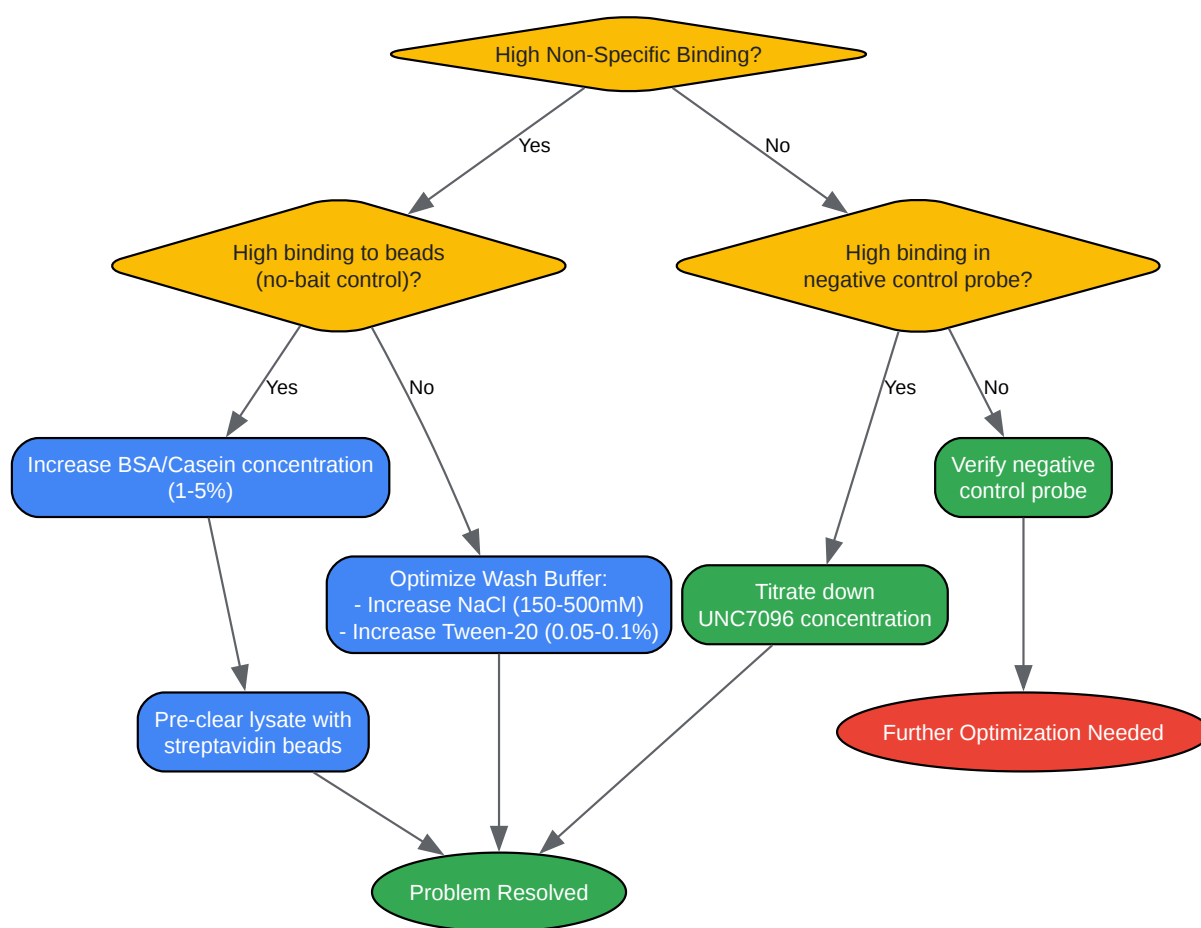 High Non-Specific Binding?
Yes
No
High binding to beads
(no-bait control)?
High binding in
negative control probe?
Yes
No
Yes
No
Increase BSA/Casein concentration
(1-5%)
Verify negative
control probe
Optimize Wash Buffer:
- Increase NaCl (150-500mM)
- Increase Tween-20 (0.05-0.1%)
Titrate down
UNC7096 concentration
Pre-clear lysate with
streptavidin beads
Further Optimization Needed
Problem Resolved